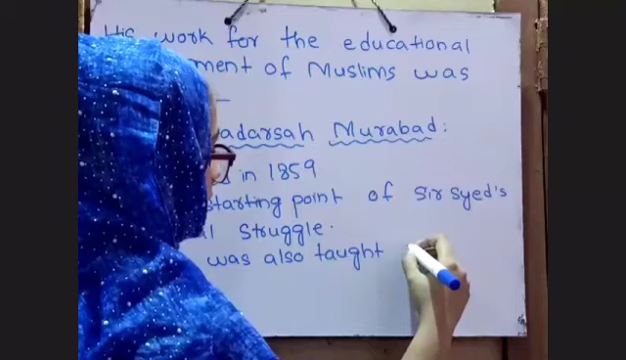 His work for the educational
ment of Muslims was
adarsah Murabad:
in 1859
starting point of Sir Syed's
al struggle.
was also taught